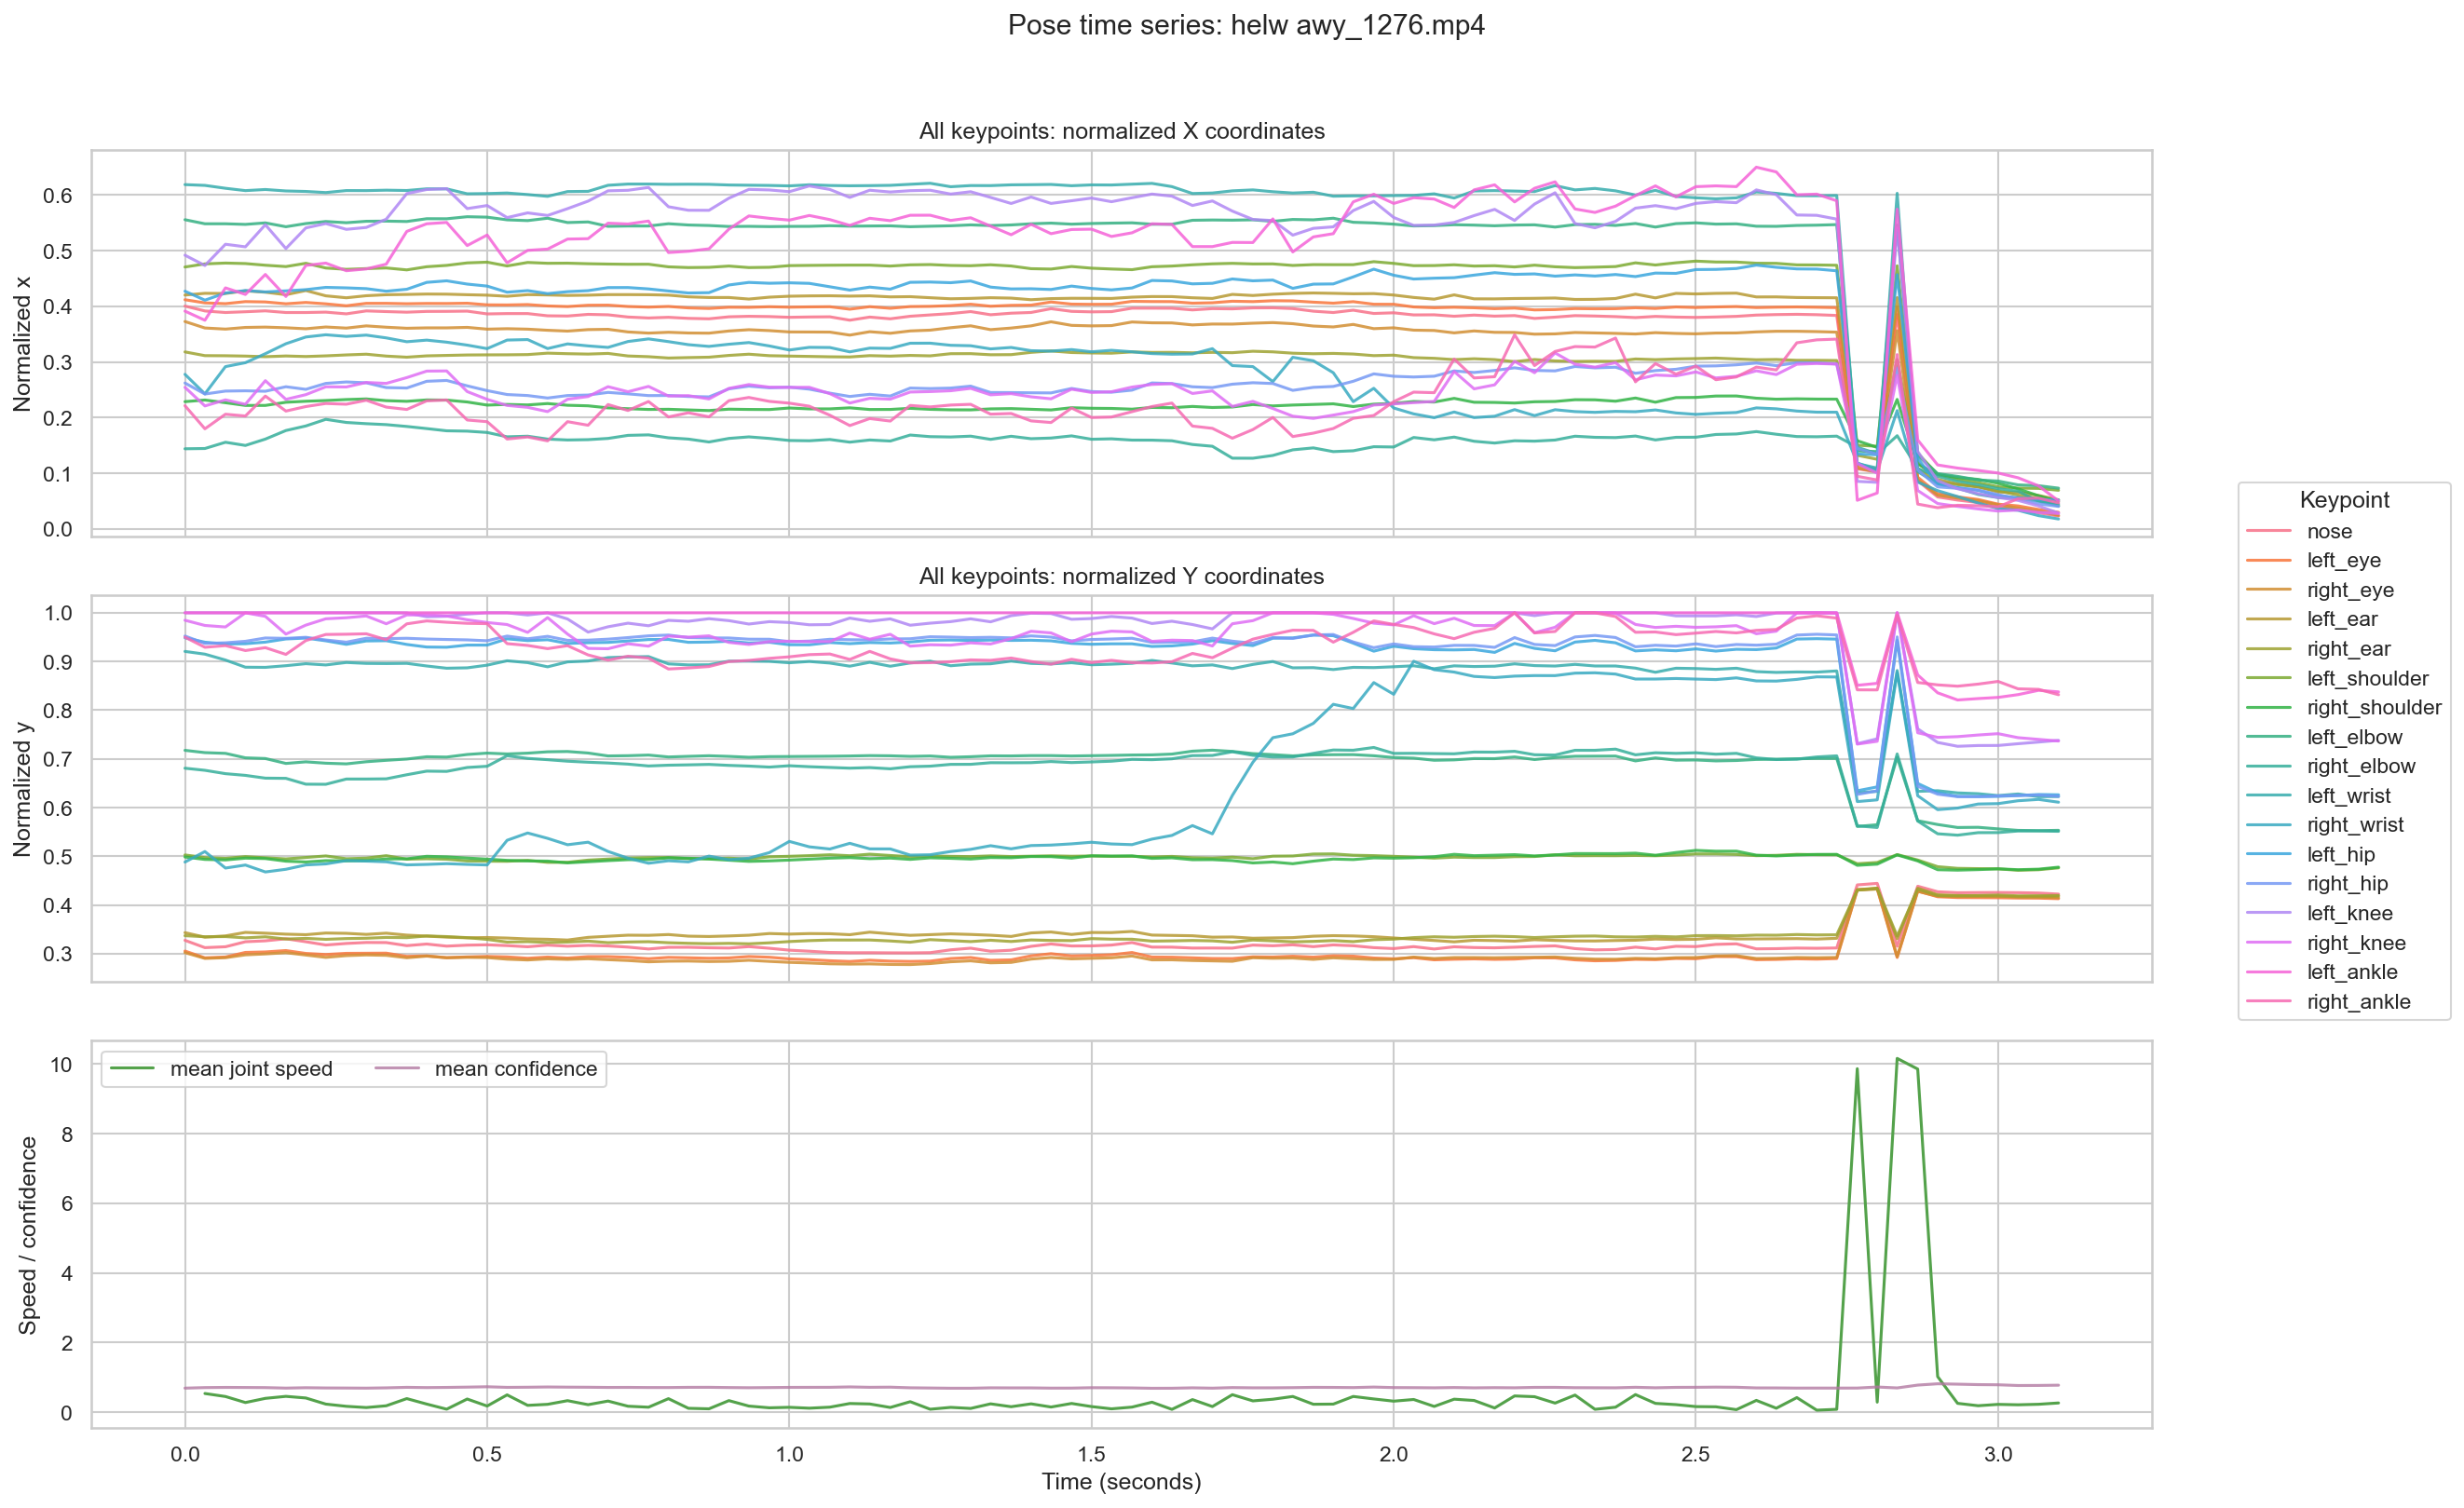 Pose time series: helw awy_1276.mp4
All keypoints: normalized X coordinates
Normalized x
0.6
0.5
0.4
0.3
0.2
0.1
0.0
All keypoints: normalized Y coordinates
Normalized y
1.0
0.9
0.8
0.7
0.6
0.5
0.4
0.3
Keypoint
nose
left_eye
right_eye
left_ear
right_ear
left_shoulder
right_shoulder
left_elbow
right_elbow
left_wrist
right_wrist
left_hip
right_hip
left_knee
right_knee
left_ankle
right_ankle
mean joint speed
mean confidence
Speed / confidence
10
8
6
4
2
0
0.0 0.5 1.0 1.5 2.0 2.5 3.0
Time (seconds)